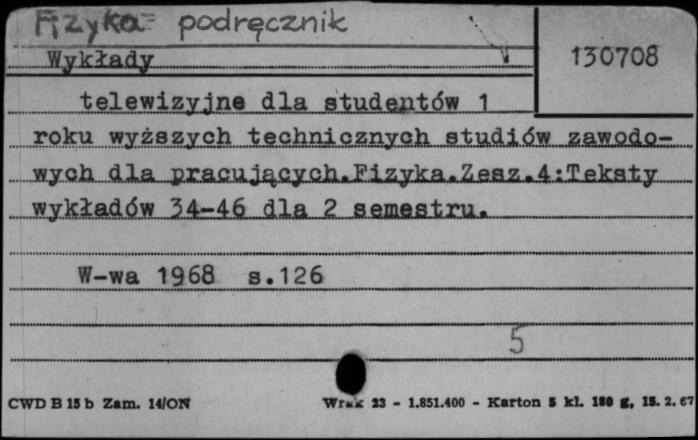 Fizyka - podręcznik
130708
Wykłady
telewizyjne dla studentów 1
roku wyższych technicznych studiów zawodo-
wych dla pracujących.Fizyka.Zesz.4:Teksty
wykładów 34-46 dla 2 semestru.
W-wa 1968 s.126
5
CWD B 15 b Zam. 14/ON
23 - 1.851.400 - Karton 5 kl. 180 g, 15. 2. 67